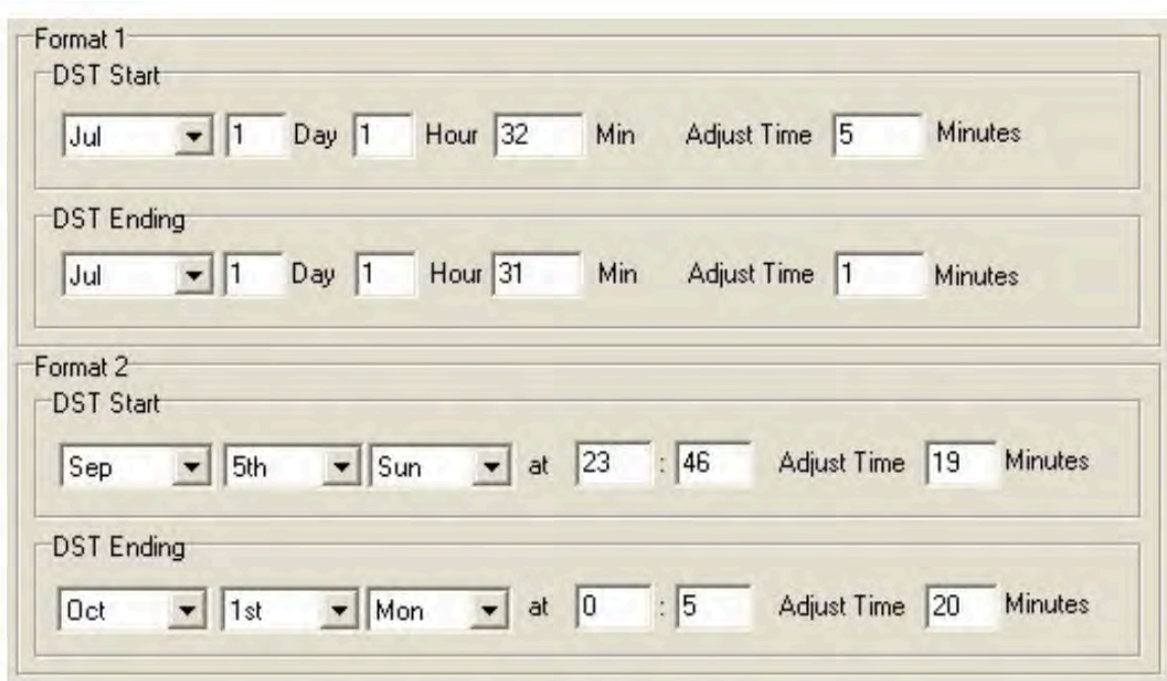 Format 1
DST Start
Jul 1 Day 1 Hour 32 Min Adjust Time 5 Minutes
DST Ending
Jul 1 Day 1 Hour 31 Min Adjust Time 1 Minutes
Format 2
DST Start
Sep 5th Sun at 23 : 46 Adjust Time 19 Minutes
DST Ending
Oct 1st Mon at 0 : 5 Adjust Time 20 Minutes